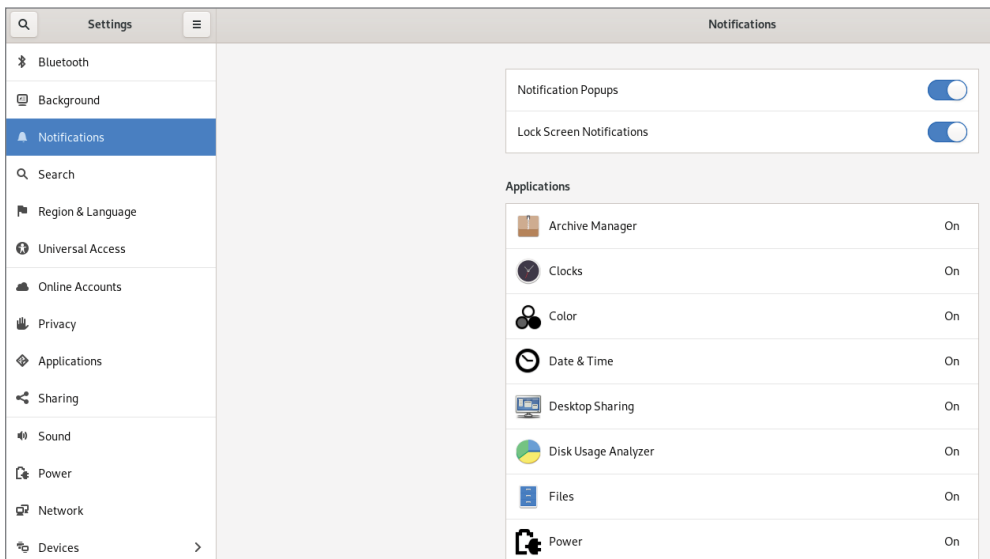 Settings
Notifications
Bluetooth
Background
Notifications
Search
Region & Language
Universal Access
Online Accounts
Privacy
Applications
Sharing
Sound
Power
Network
Devices
Notification Popups
Lock Screen Notifications
Applications
Archive Manager On
Clocks On
Color On
Date & Time On
Desktop Sharing On
Disk Usage Analyzer On
Files On
Power On